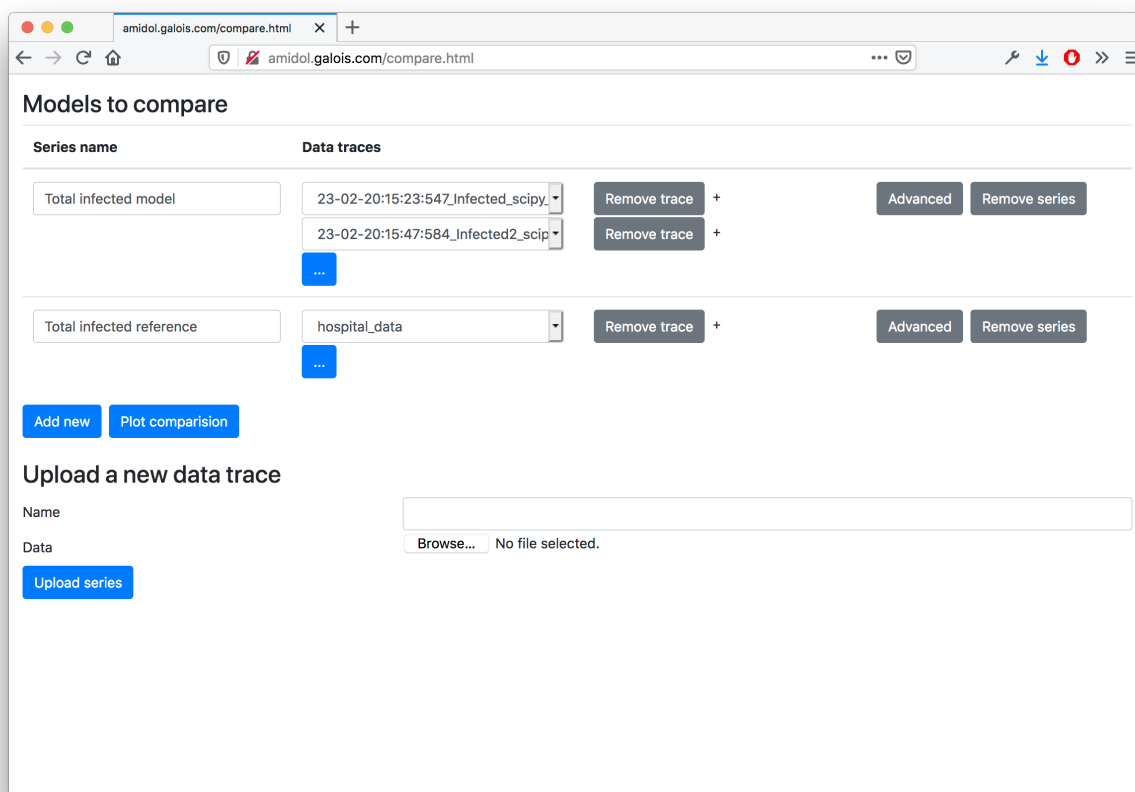 amidol.galois.com/compare.html
amidol.galois.com/compare.html
Models to compare
Series name Data traces
Total infected model 23-02-20:15:23:547_Infected_scipy_ Remove trace + Advanced Remove series
23-02-20:15:47:584_Infected2_scip Remove trace +
...
Total infected reference hospital_data Remove trace + Advanced Remove series
...
Add new Plot comparision
Upload a new data trace
Name
Data Browse... No file selected.
Upload series